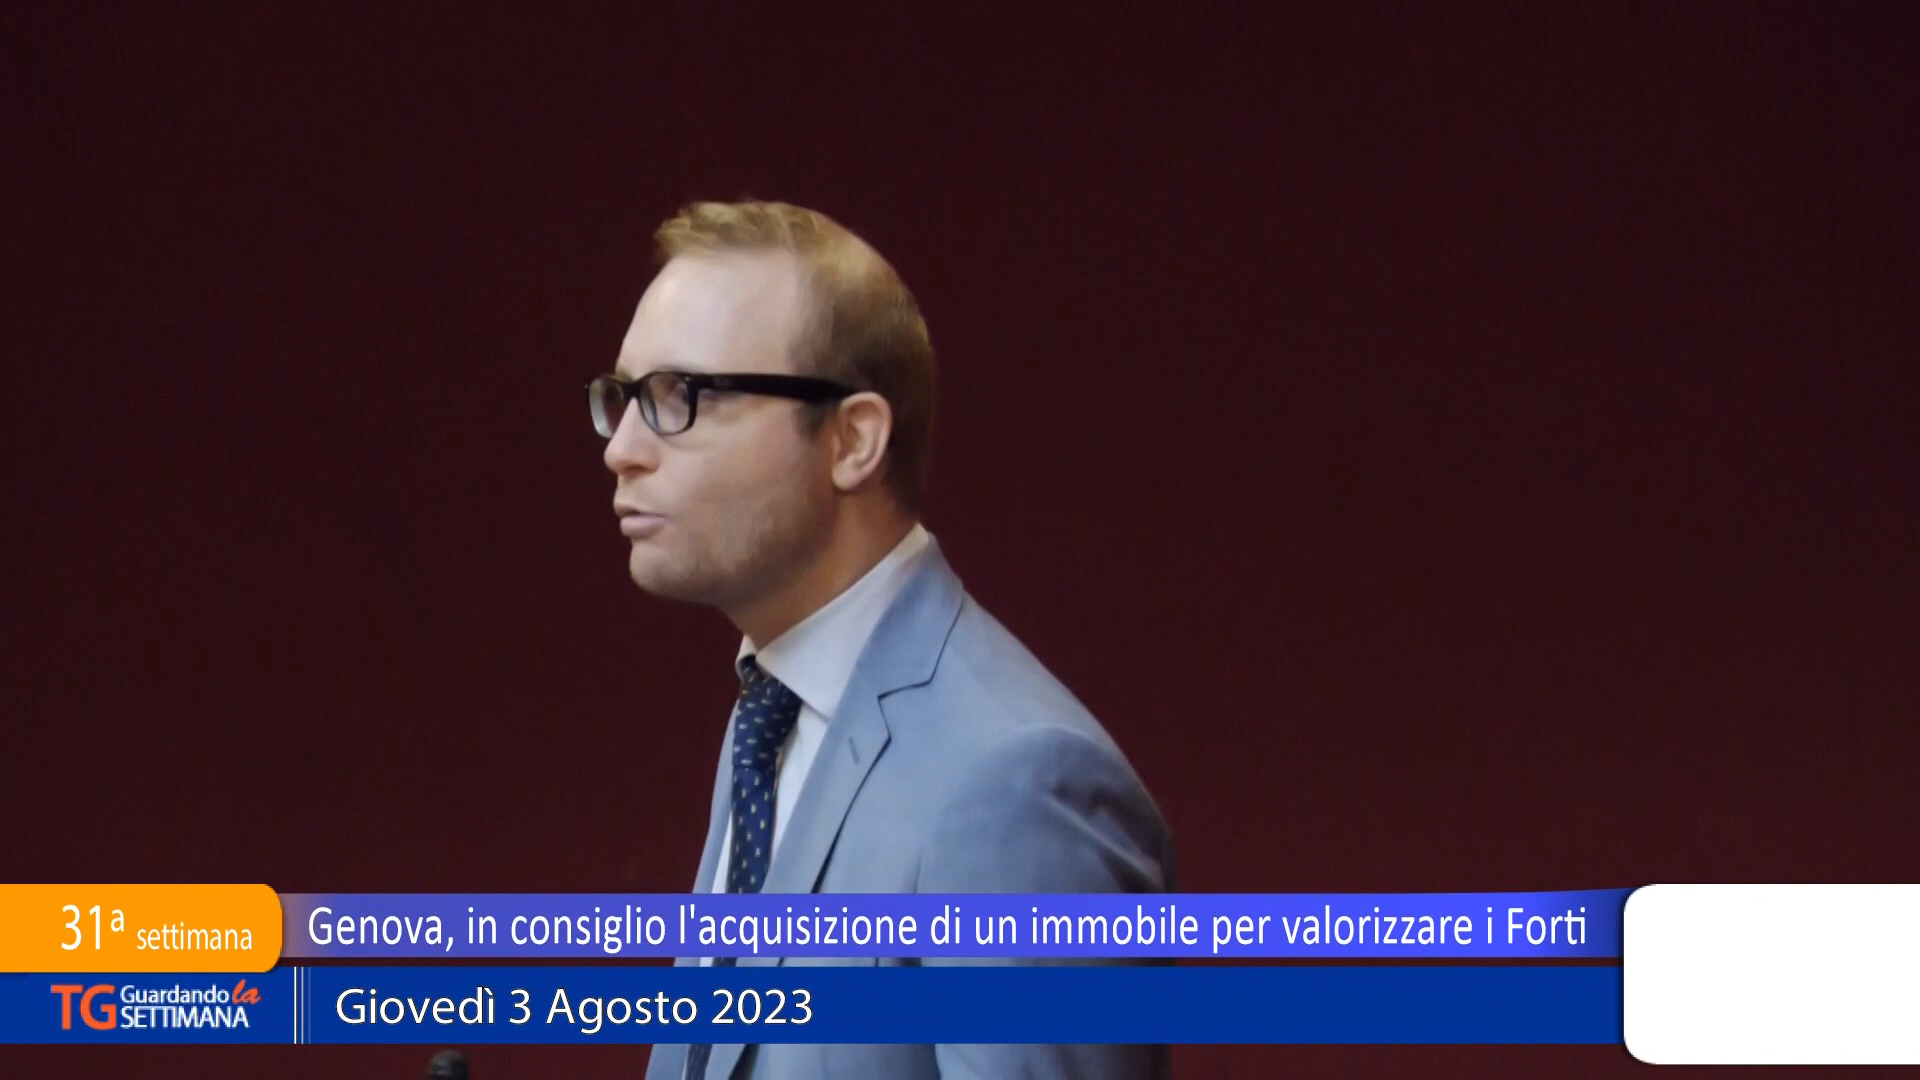 31ª settimana
Genova, in consiglio l'acquisizione di un immobile per valorizzare i Forti
TG Guardando la
SETTIMANA
Giovedì 3 Agosto 2023